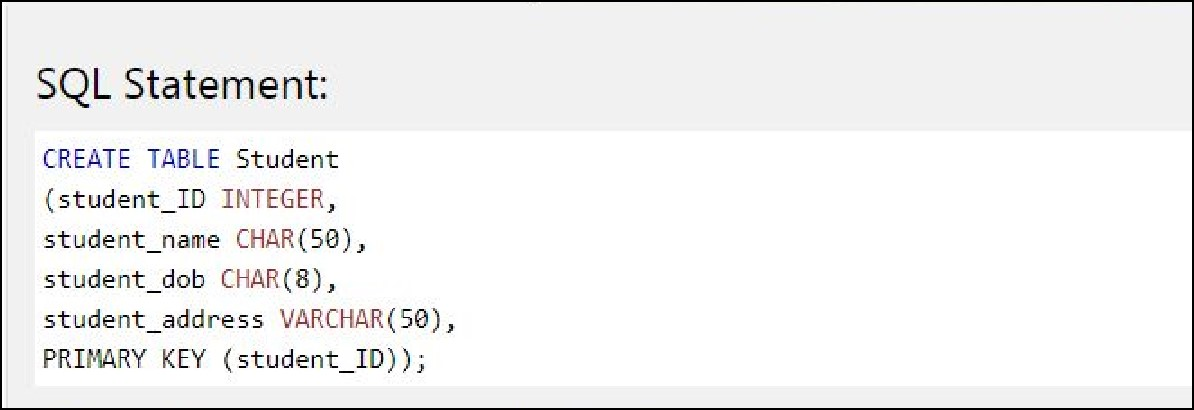 SQL Statement:
CREATE TABLE Student
(student_ID INTEGER,
student_name CHAR(50),
student_dob CHAR(8),
student_address VARCHAR(50),
PRIMARY KEY (student_ID));